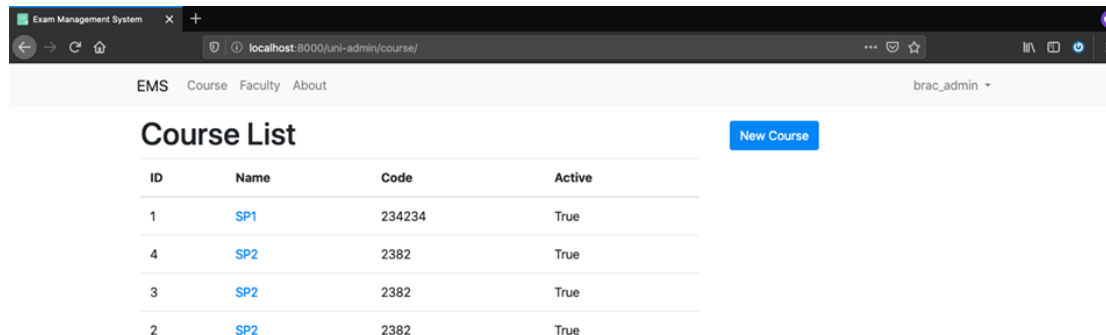 Exam Management System
localhost:8000/uni-admin/course/
EMS Course Faculty About brac_admin
Course List New Course
ID Name Code Active
1 SP1 234234 True
4 SP2 2382 True
3 SP2 2382 True
2 SP2 2382 True